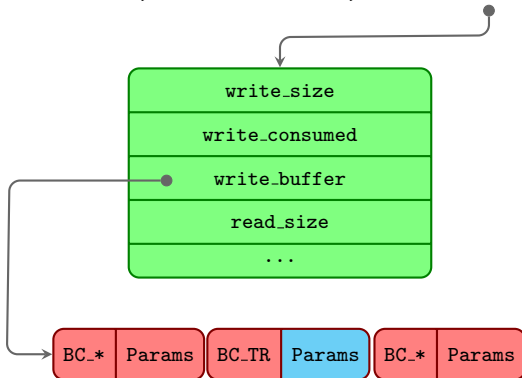 write_size
write_consumed
write_buffer
read_size
...
BC_* Params BC_TR Params BC_* Params